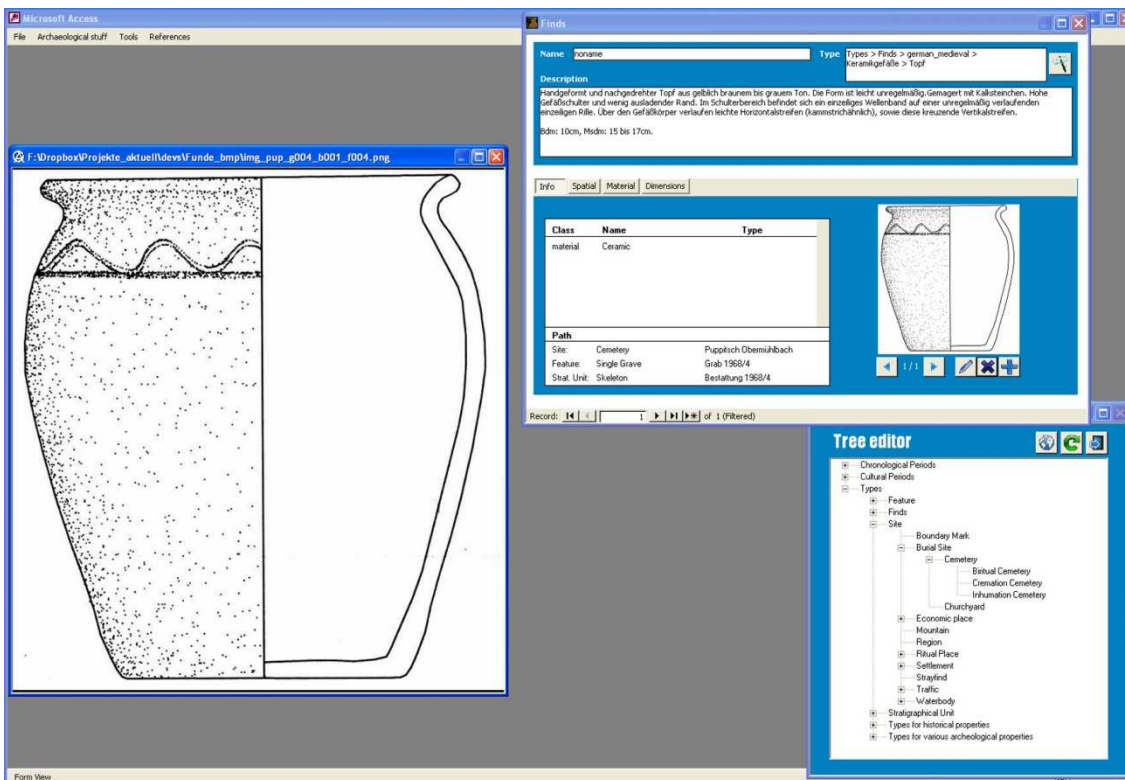 Microsoft Access
File Archaeological stuff Tools References
Finds
Name noname
Type Types > Finds > german_medieval >
Keramikgefäße > Topf
Description
Handgeformt und nachgedrehter Topf aus gelblich braunem bis grauem Ton. Die Form ist leicht unregelmäßig.Gemagert mit Kalksteinchen. Hohe
Gefäßschulter und wenig ausladender Rand. Im Schulterbereich befindet sich ein einzeiliges Wellenband auf einer unregelmäßig verlaufenden
einzeiligen Rille. Über den Gefäßkörper verlaufen leichte Horizontalstreifen (kammstrichähnlich), sowie diese kreuzende Vertikalstreifen.
Bdm: 10cm, Msdm: 15 bis 17cm.
F:\Dropbox\Projekte_aktuell\devs\Funde_bmp\img_pup_g004_b001_f004.png
Info Spatial Material Dimensions
Class Name Type
material Ceramic
Path
Site: Cemetery Puppitsch Obermühlbach
Feature: Single Grave Grab 1968/4
Strat. Unit: Skeleton Bestattung 1968/4
1 / 1
Record: 1 of 1 (Filtered)
Tree editor
Chronological Periods
Cultural Periods
Types
Feature
Finds
Site
Boundary Mark
Burial Site
Cemetery
Biritual Cemetery
Cremation Cemetery
Inhumation Cemetery
Churchyard
Economic place
Mountain
Region
Ritual Place
Settlement
Strayfind
Traffic
Waterbody
Stratigraphical Unit
Types for historical properties
Types for various archeological properties
Form View